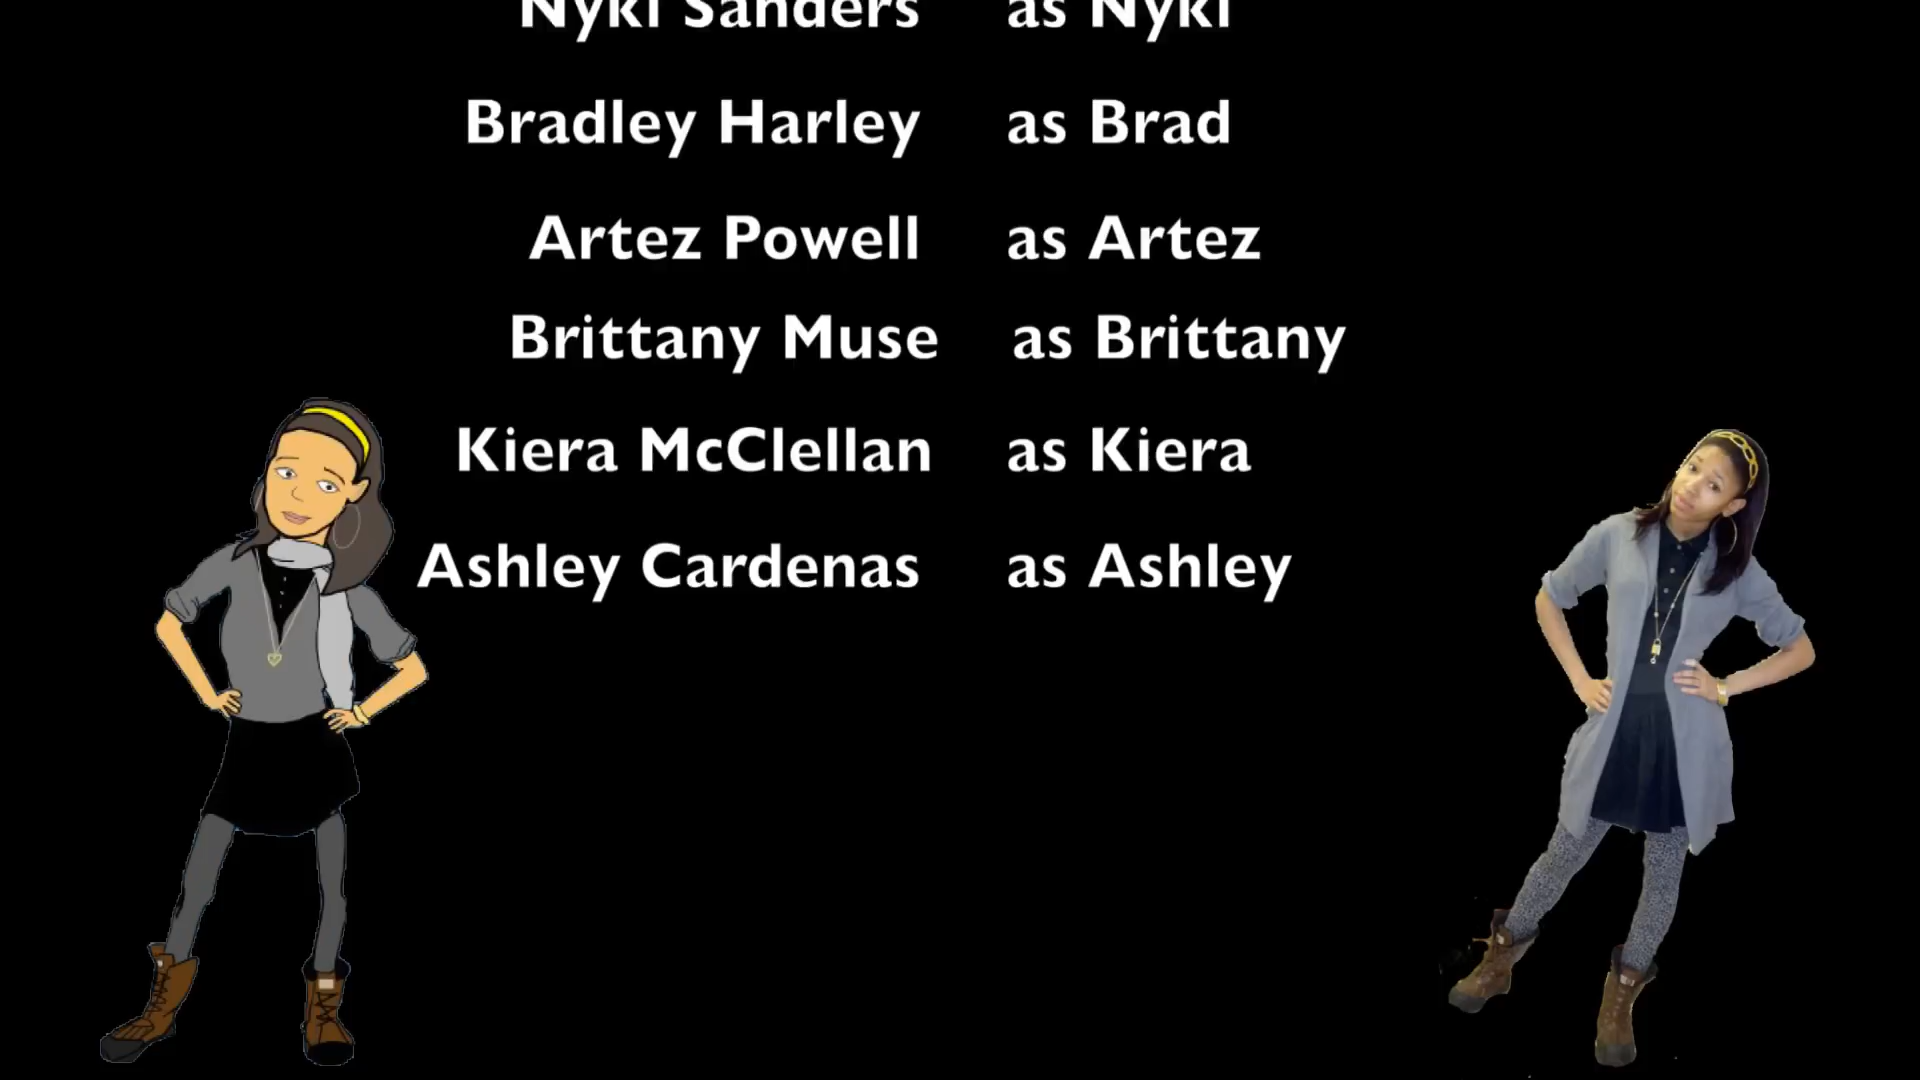 Nyki Sanders as Nyki
Bradley Harley as Brad
Artez Powell as Artez
Brittany Muse as Brittany
Kiera McClellan as Kiera
Ashley Cardenas as Ashley